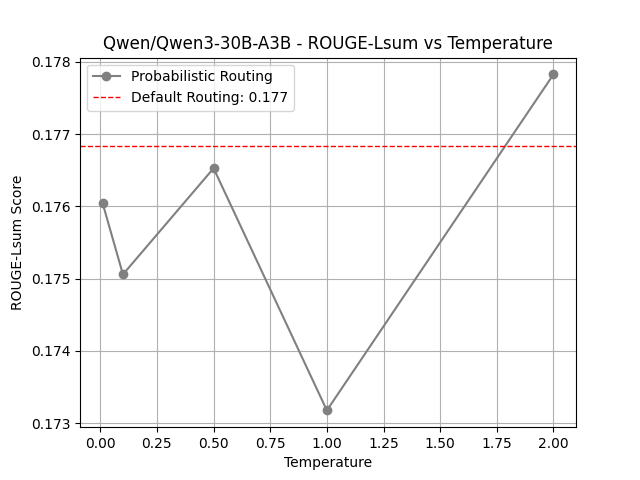 Qwen/Qwen3-30B-A3B - ROUGE-Lsum vs Temperature
Probabilistic Routing
Default Routing: 0.177
ROUGE-Lsum Score
0.178
0.177
0.176
0.175
0.174
0.173
0.00 0.25 0.50 0.75 1.00 1.25 1.50 1.75 2.00
Temperature